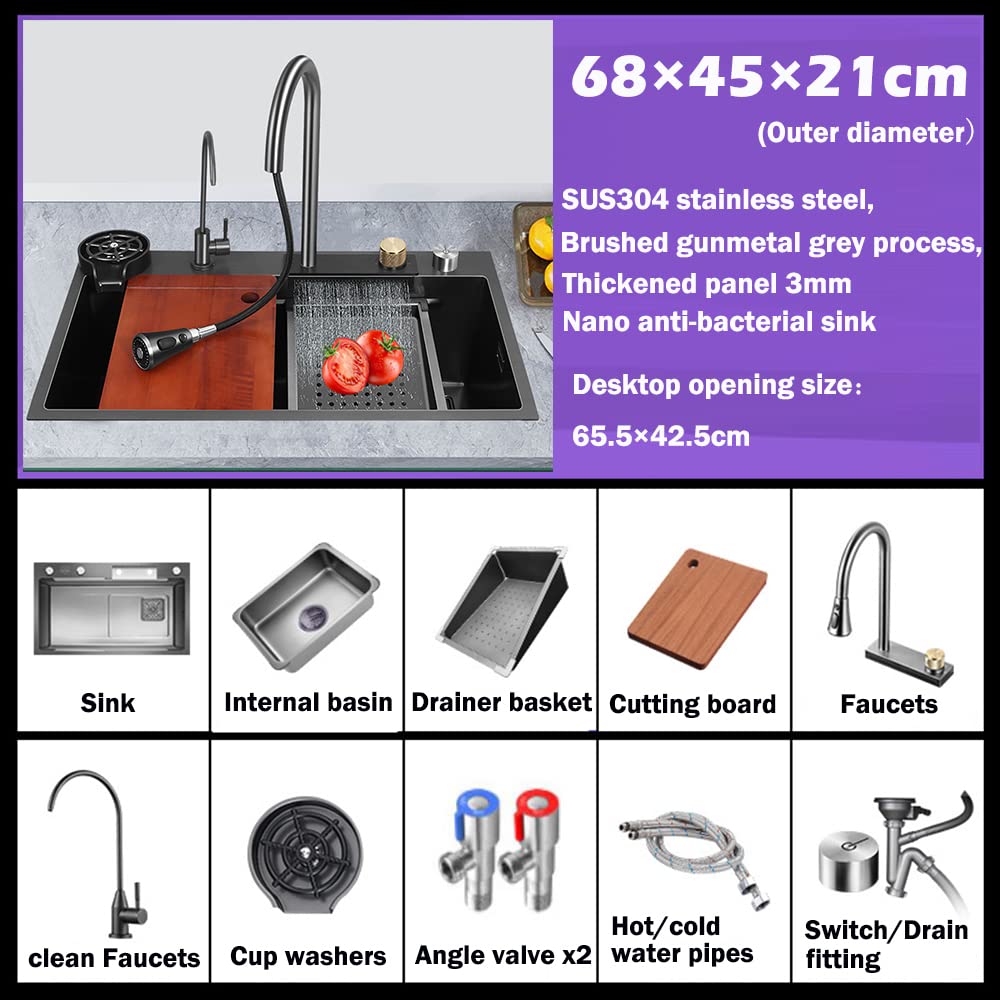 68×45×21cm
(Outer diameter）
SUS304 stainless steel,
Brushed gunmetal grey process,
Thickened panel 3mm
Nano anti-bacterial sink
Desktop opening size：
65.5×42.5cm
Sink
Internal basin
Drainer basket
Cutting board
Faucets
clean Faucets
Cup washers
Angle valve x2
Hot/cold
water pipes
Switch/Drain
fitting